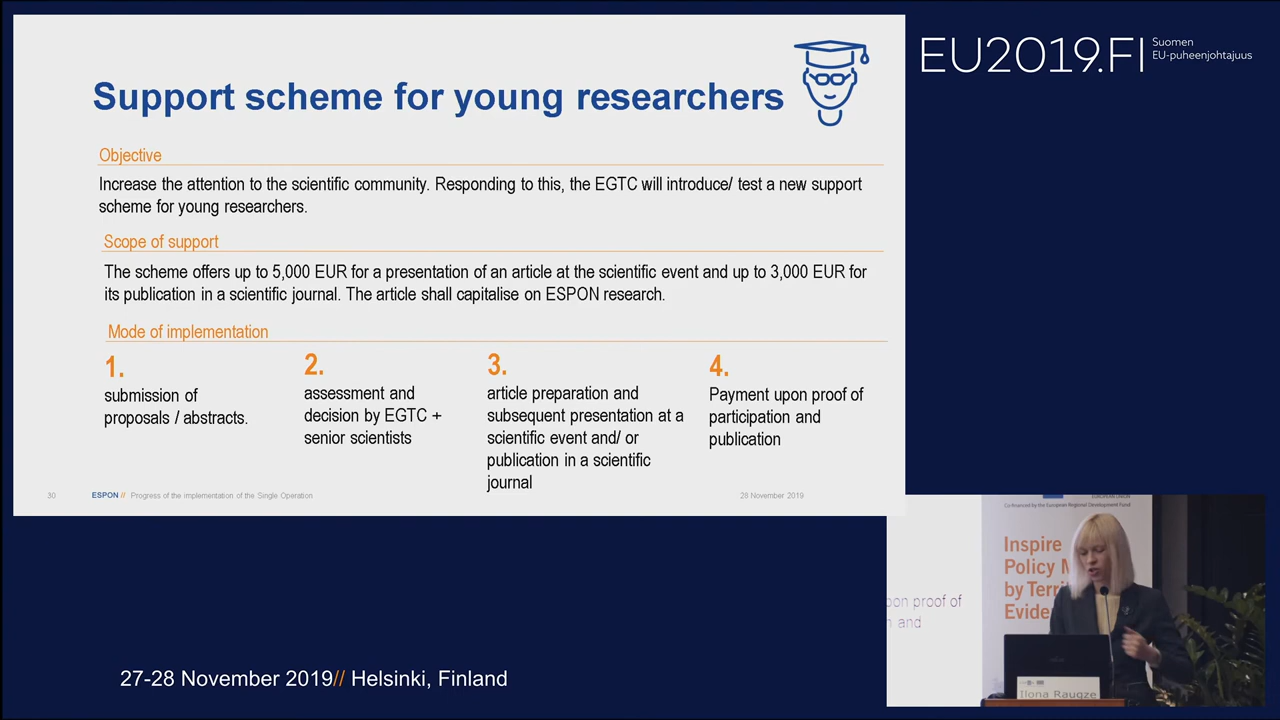 Support scheme for young researchers
Objective
Increase the attention to the scientific community. Responding to this, the EGTC will introduce/ test a new support
scheme for young researchers.
Scope of support
The scheme offers up to 5,000 EUR for a presentation of an article at the scientific event and up to 3,000 EUR for
its publication in a scientific journal. The article shall capitalise on ESPON research.
Mode of implementation
1.
submission of
proposals / abstracts.
2.
assessment and
decision by EGTC +
senior scientists
3.
article preparation and
subsequent presentation at a
scientific event and/ or
publication in a scientific
journal
4.
Payment upon proof of
participation and
publication
30
ESPON // Progress of the implementation of the Single Operation
28 November 2019
EU2019.FI
Suomen
EU-puheenjohtajuus
EUROPEAN UNION
Co-financed by the European Regional Development Fund
Inspire
Policy M
by Terri
Evide
pon proof of
and
Ilona Raugze
27-28 November 2019// Helsinki, Finland